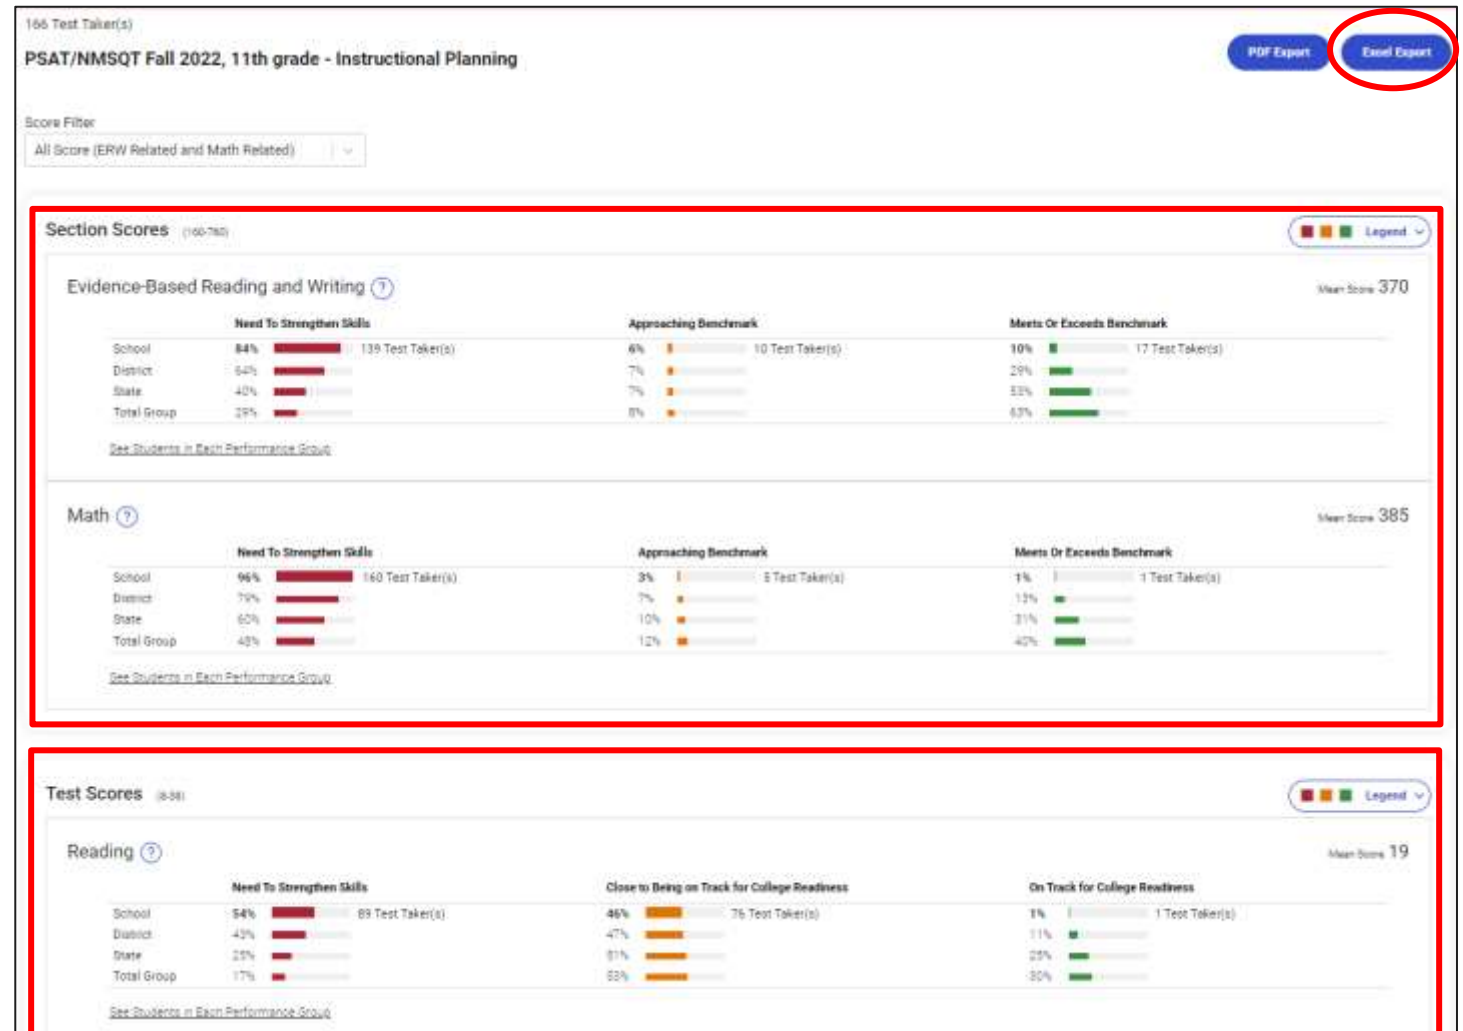 166 Test Taker(s)
PSAT/NMSQT Fall 2022, 11th grade - Instructional Planning
PDF Export
Excel Export
Score Filter
All Score (ERW Related and Math Related)
Section Scores (160-760)
Legend
Evidence-Based Reading and Writing ?
Mean Score 370
Need To Strengthen Skills Approaching Benchmark Meets Or Exceeds Benchmark
School 84% 139 Test Taker(s) 6% 10 Test Taker(s) 10% 17 Test Taker(s)
District 64% 7% 29%
State 40% 7% 53%
Total Group 29% 8% 63%
See Students in Each Performance Group
Math ?
Mean Score 385
Need To Strengthen Skills Approaching Benchmark Meets Or Exceeds Benchmark
School 96% 160 Test Taker(s) 3% 5 Test Taker(s) 1% 1 Test Taker(s)
District 79% 7% 13%
State 60% 10% 31%
Total Group 48% 12% 40%
See Students in Each Performance Group
Test Scores (8-38)
Legend
Reading ?
Mean Score 19
Need To Strengthen Skills Close to Being on Track for College Readiness On Track for College Readiness
School 54% 89 Test Taker(s) 46% 76 Test Taker(s) 1% 1 Test Taker(s)
District 43% 47% 11%
State 25% 51% 25%
Total Group 17% 53% 30%
See Students in Each Performance Group